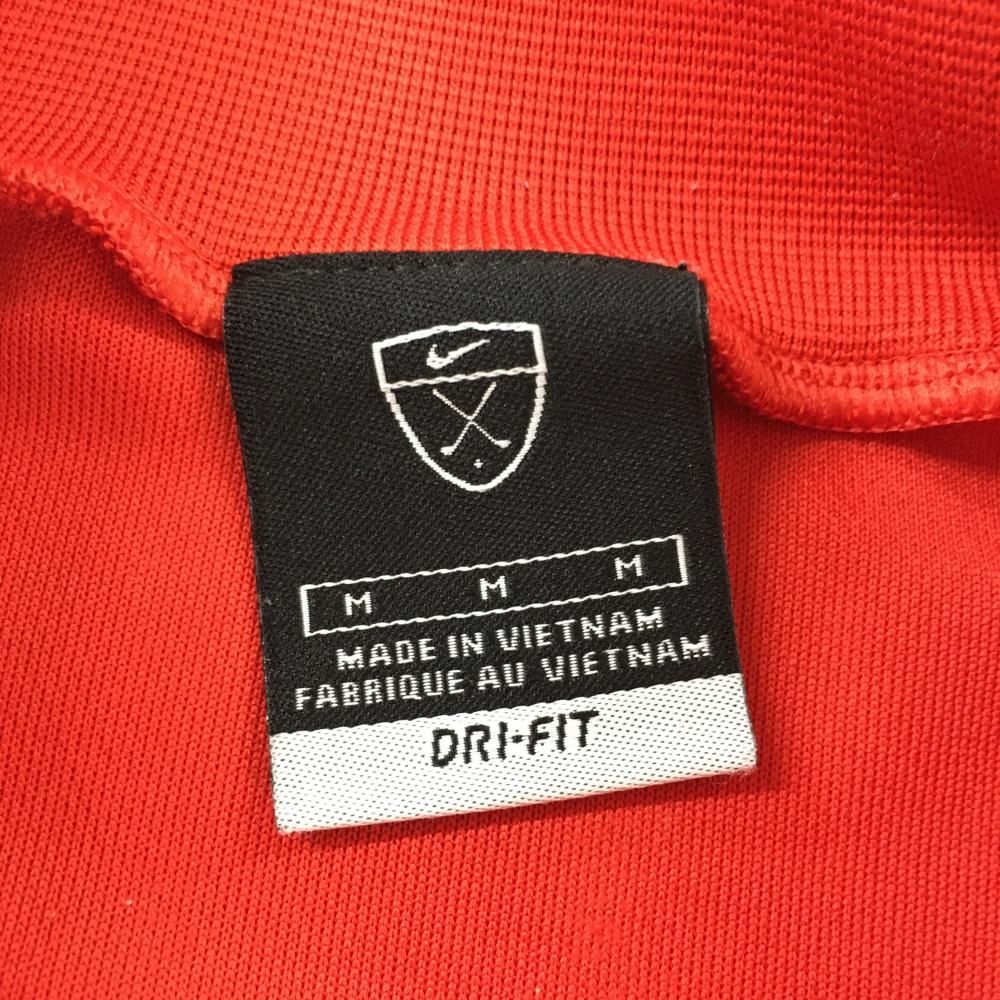 M M M
MADE IN VIETNAM
FABRIQUE AU VIETNAM
DRI-FIT